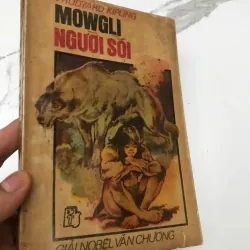 RUDYARD KIPLING
MOWGLI
NGƯỜI SÓI
GIẢI NOBEL VĂN CHƯƠNG